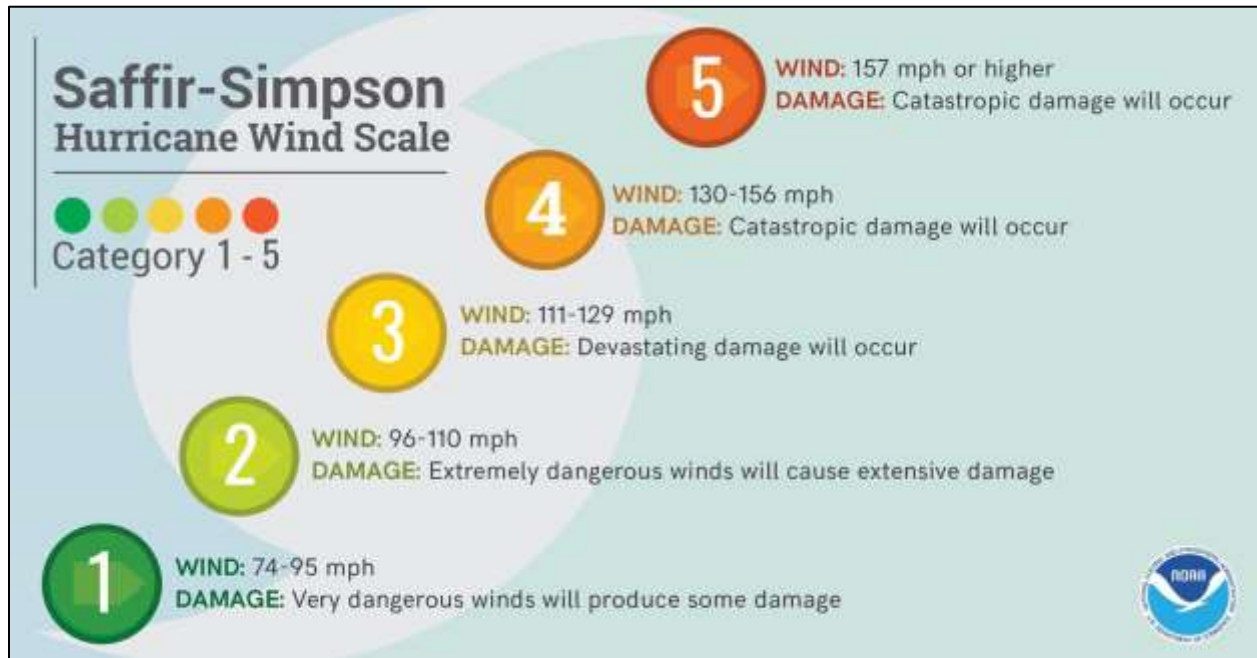 Saffir-Simpson
Hurricane Wind Scale
Category 1 - 5
5
WIND: 157 mph or higher
DAMAGE: Catastropic damage will occur
4
WIND: 130-156 mph
DAMAGE: Catastropic damage will occur
3
WIND: 111-129 mph
DAMAGE: Devastating damage will occur
2
WIND: 96-110 mph
DAMAGE: Extremely dangerous winds will cause extensive damage
1
WIND: 74-95 mph
DAMAGE: Very dangerous winds will produce some damage
NOAA